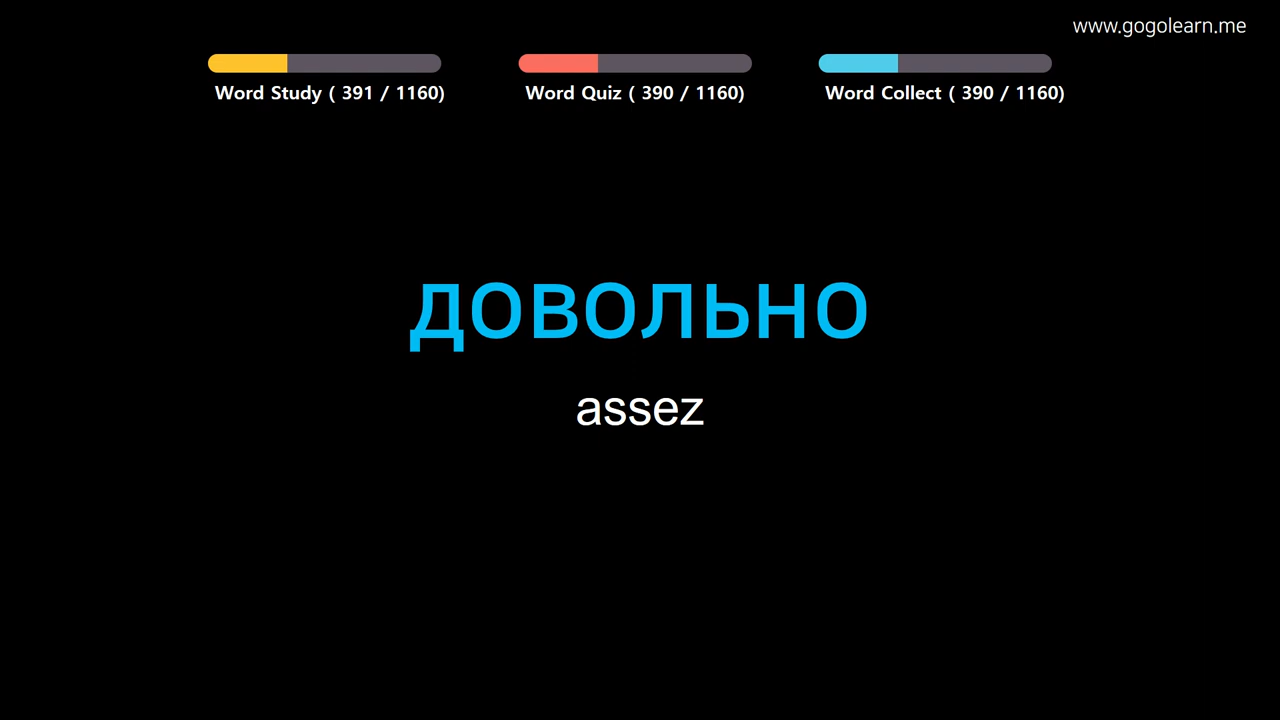 www.gogolearn.me
Word Study ( 391 / 1160)
Word Quiz ( 390 / 1160)
Word Collect ( 390 / 1160)
довольно
assez